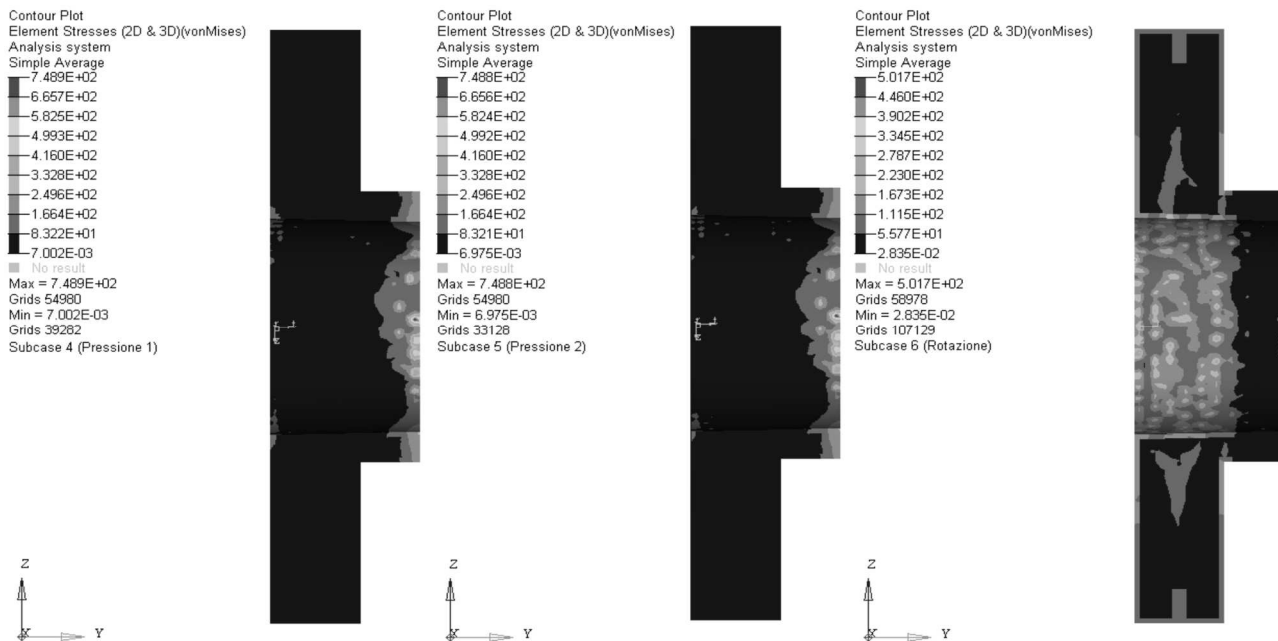 Contour Plot
Element Stresses (2D & 3D)(vonMises)
Analysis system
Simple Average
7.489E+02
6.657E+02
5.825E+02
4.993E+02
4.160E+02
3.328E+02
2.496E+02
1.664E+02
8.322E+01
7.002E-03
No result
Max = 7.489E+02
Grids 54980
Min = 7.002E-03
Grids 39282
Subcase 4 (Pressione 1)
Z
X
Y
Contour Plot
Element Stresses (2D & 3D)(vonMises)
Analysis system
Simple Average
7.488E+02
6.656E+02
5.824E+02
4.992E+02
4.160E+02
3.328E+02
2.496E+02
1.664E+02
8.321E+01
6.975E-03
No result
Max = 7.488E+02
Grids 54980
Min = 6.975E-03
Grids 33128
Subcase 5 (Pressione 2)
Z
X
Y
Contour Plot
Element Stresses (2D & 3D)(vonMises)
Analysis system
Simple Average
5.017E+02
4.460E+02
3.902E+02
3.345E+02
2.787E+02
2.230E+02
1.673E+02
1.115E+02
5.577E+01
2.835E-02
No result
Max = 5.017E+02
Grids 58978
Min = 2.835E-02
Grids 107129
Subcase 6 (Rotazione)
Z
X
Y